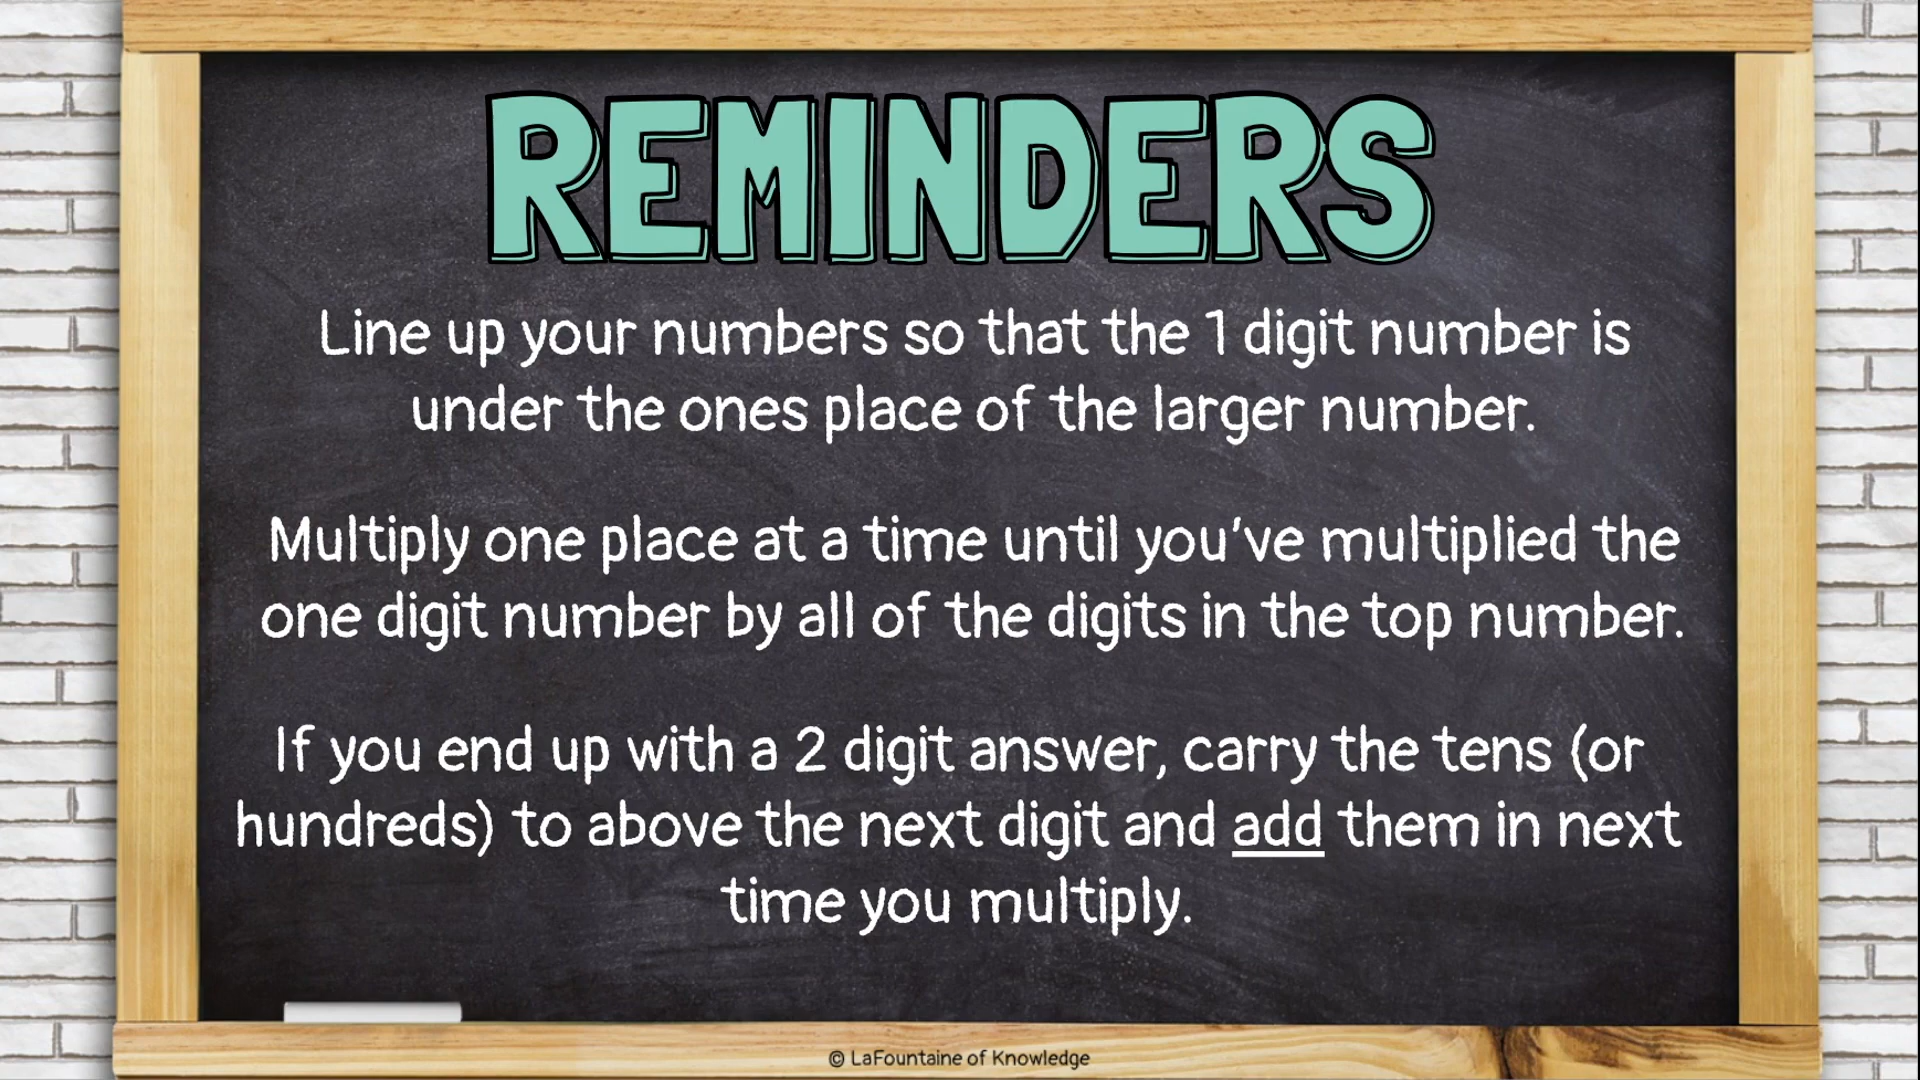 REMINDERS
Line up your numbers so that the 1 digit number is
under the ones place of the larger number.
Multiply one place at a time until you've multiplied the
one digit number by all of the digits in the top number.
If you end up with a 2 digit answer, carry the tens (or
hundreds) to above the next digit and add them in next
time you multiply.
© LaFountaine of Knowledge